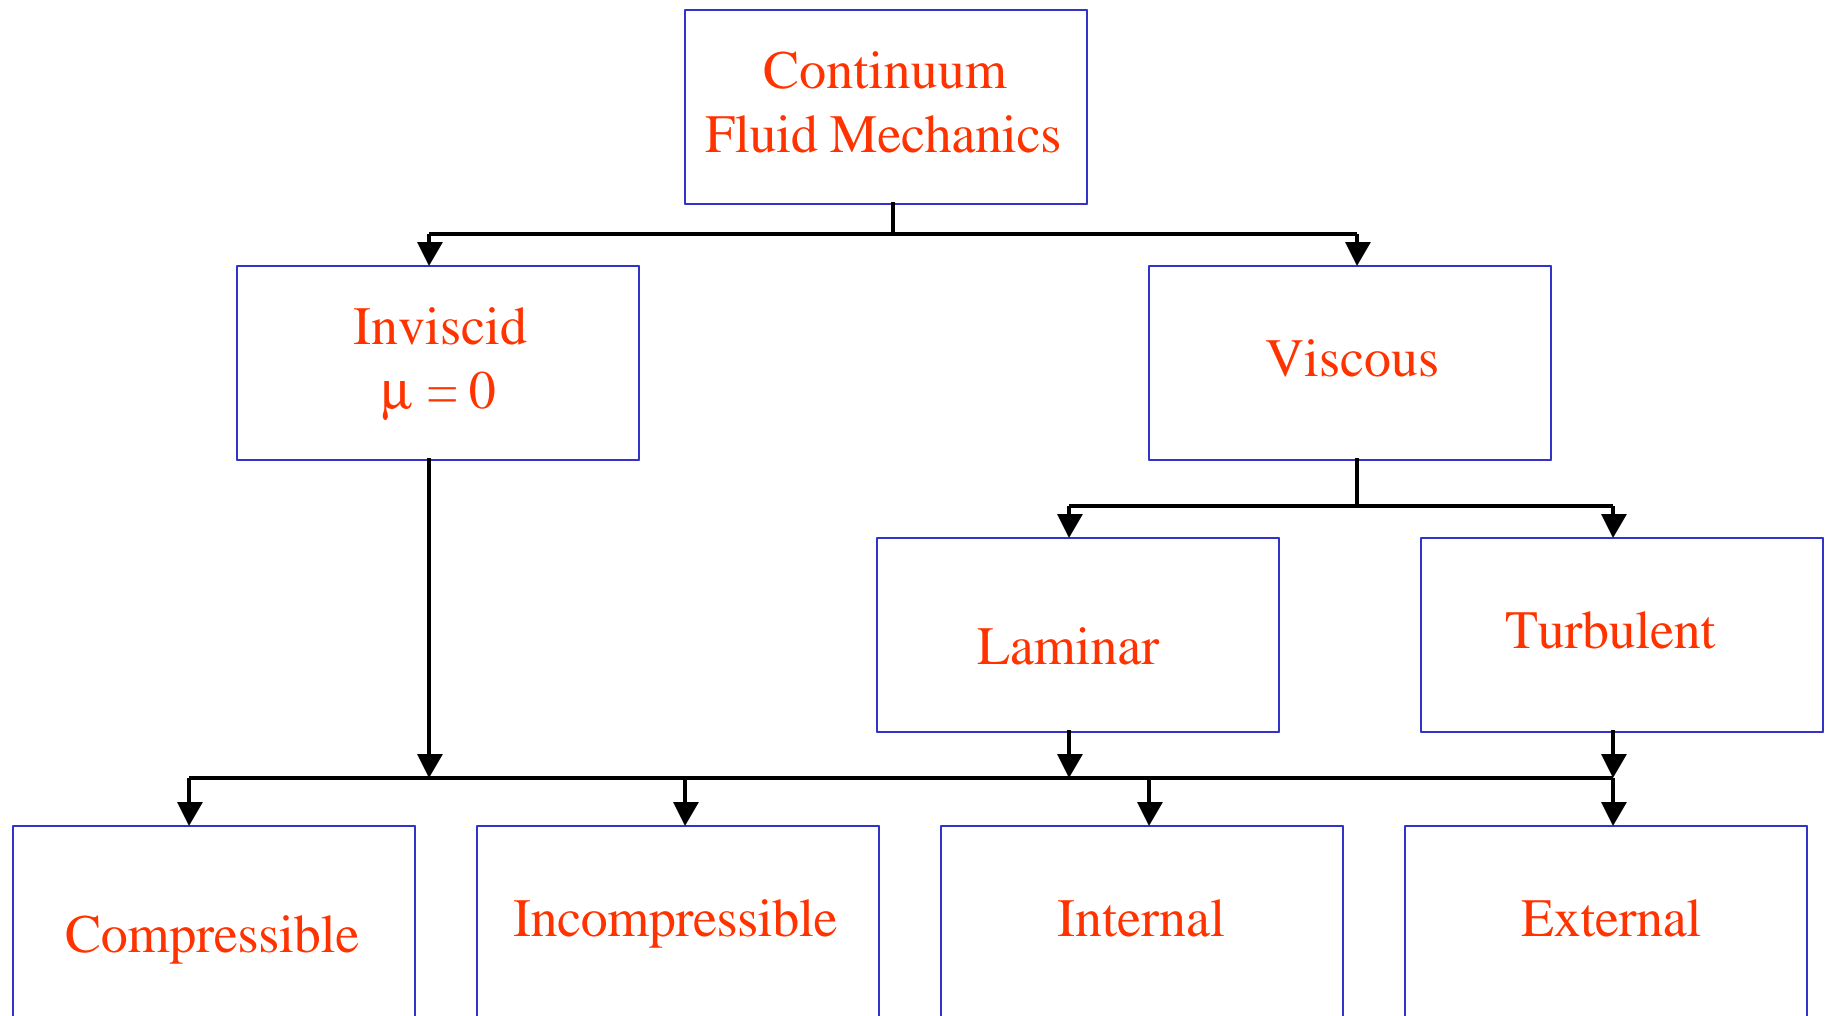 Continuum
Fluid Mechanics
Inviscid
μ = 0
Viscous
Laminar
Turbulent
Compressible
Incompressible
Internal
External